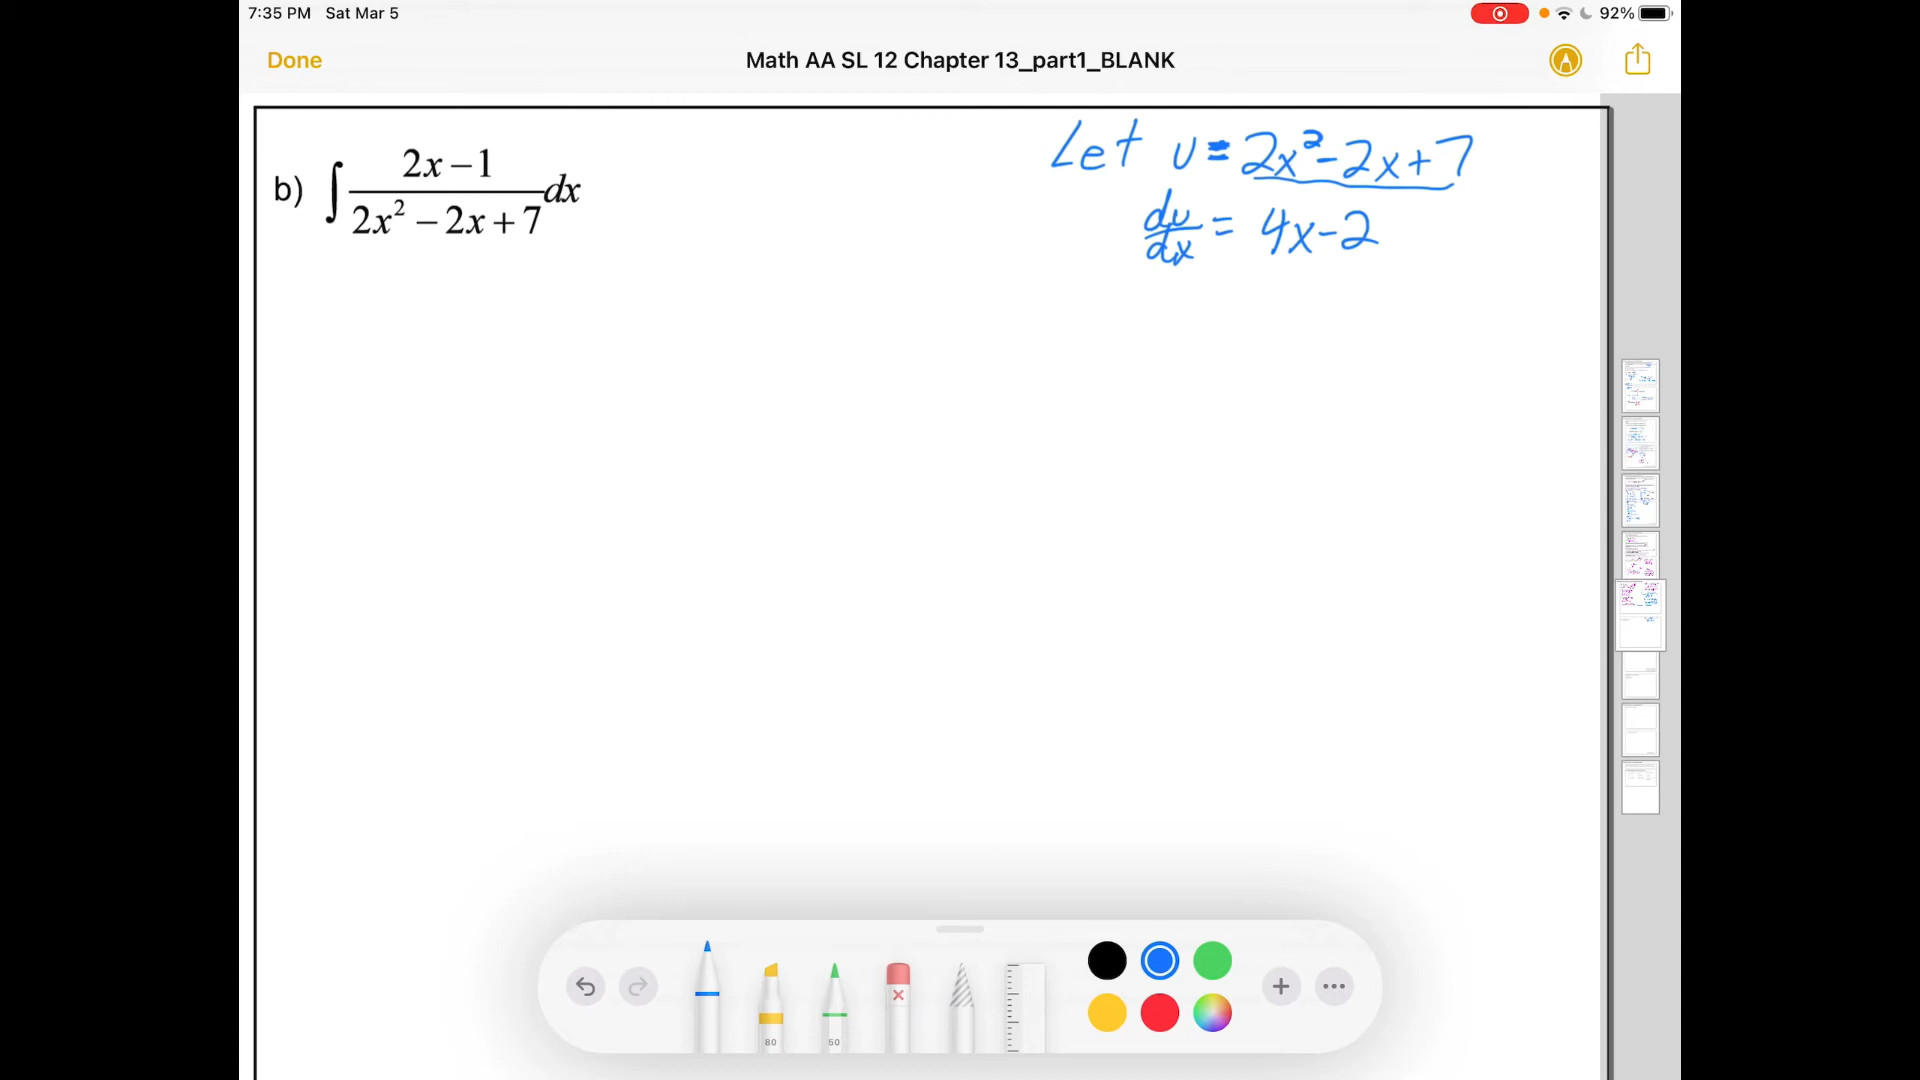 7:35 PM Sat Mar 5
92%
Done
Math AA SL 12 Chapter 13_part1_BLANK
b) ∫ (2x − 1)/(2x² − 2x + 7) dx
Let u = 2x² − 2x + 7
du/dx = 4x − 2
80
50